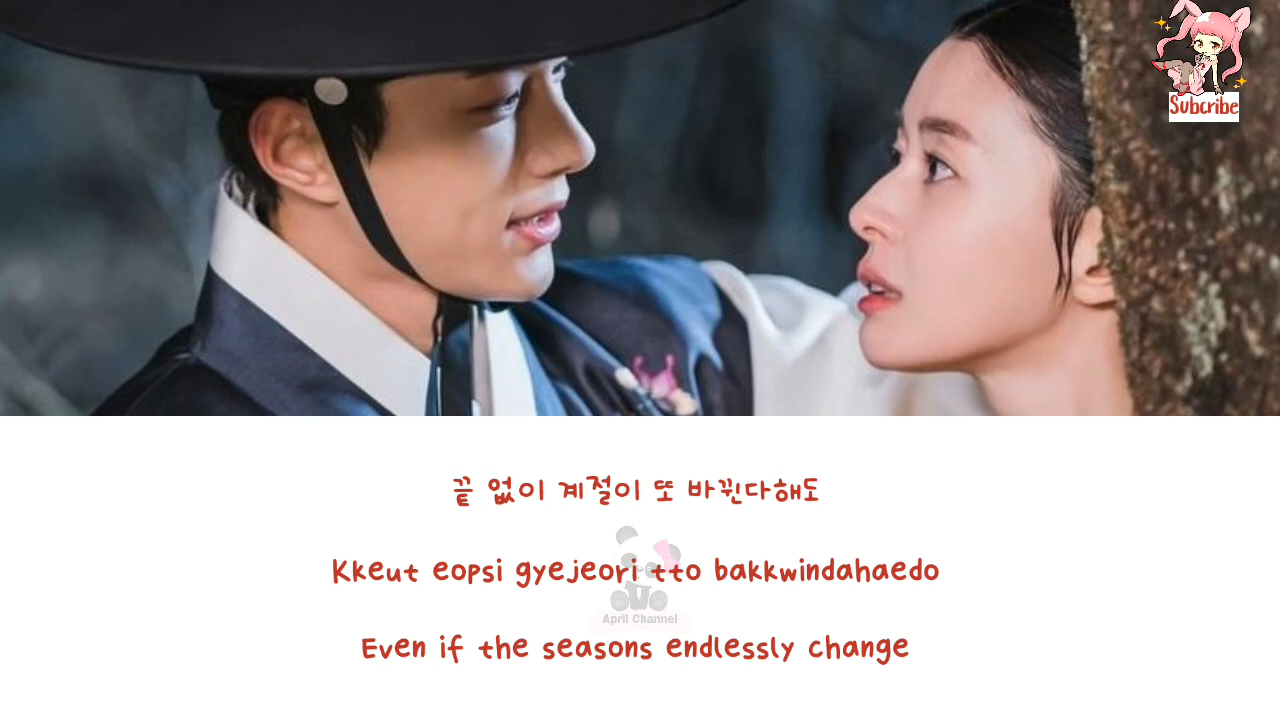 Subcribe
끝 없이 계절이 또 바뀐다해도
Kkeut eopsi gyejeori tto bakkwindahaedo
April Channel
Even if the seasons endlessly change